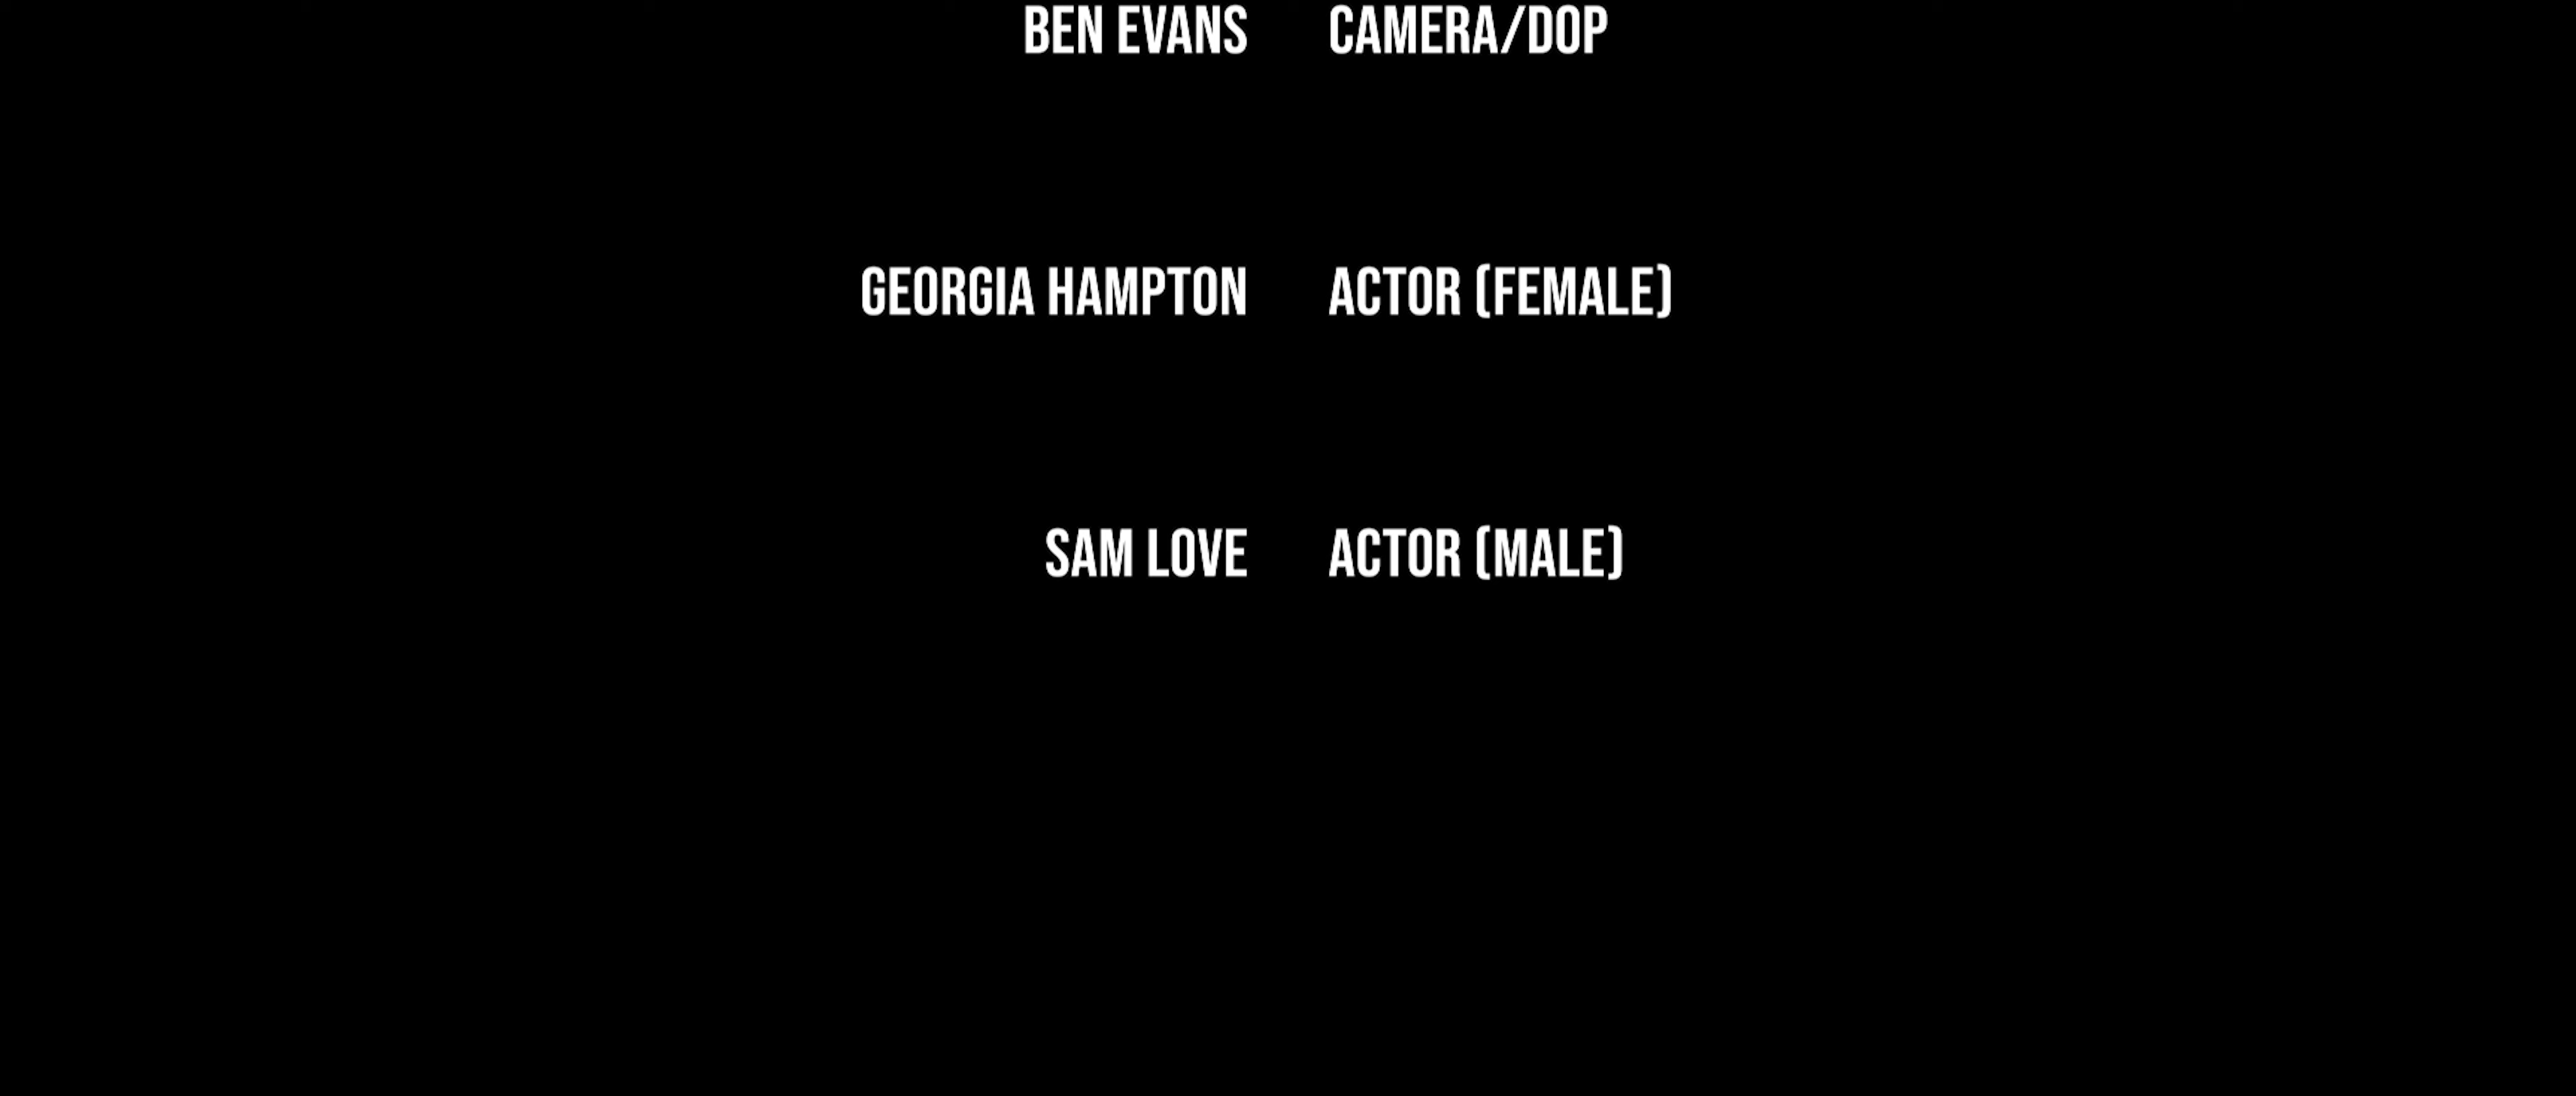 BEN EVANS CAMERA/DOP
GEORGIA HAMPTON ACTOR (FEMALE)
SAM LOVE ACTOR (MALE)